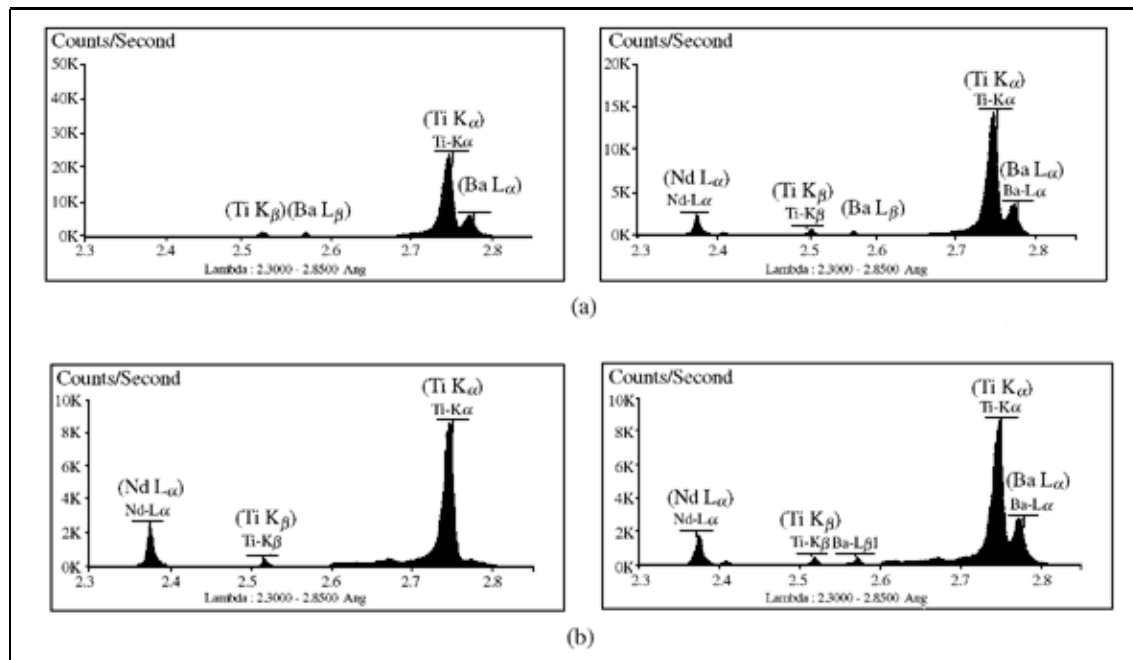 Counts/Second
50K
40K
30K
20K
10K
0K
(Ti Kα)
Ti-Kα
(Ba Lα)
(Ti Kβ)(Ba Lβ)
2.3 2.4 2.5 2.6 2.7 2.8
Lambda : 2.3000 - 2.8500 Ang
Counts/Second
20K
15K
10K
5K
0K
(Ti Kα)
Ti-Kα
(Nd Lα)
Nd-Lα
(Ti Kβ)
Ti-Kβ
(Ba Lβ)
(Ba Lα)
Ba-Lα
2.3 2.4 2.5 2.6 2.7 2.8
Lambda : 2.3000 - 2.8500 Ang
(a)
Counts/Second
10K
8K
6K
4K
2K
0K
(Ti Kα)
Ti-Kα
(Nd Lα)
Nd-Lα
(Ti Kβ)
Ti-Kβ
2.3 2.4 2.5 2.6 2.7 2.8
Lambda : 2.3000 - 2.8500 Ang
Counts/Second
10K
8K
6K
4K
2K
0K
(Ti Kα)
Ti-Kα
(Nd Lα)
Nd-Lα
(Ti Kβ)
Ti-Kβ Ba-Lβ1
(Ba Lα)
Ba-Lα
2.3 2.4 2.5 2.6 2.7 2.8
Lambda : 2.3000 - 2.8500 Ang
(b)